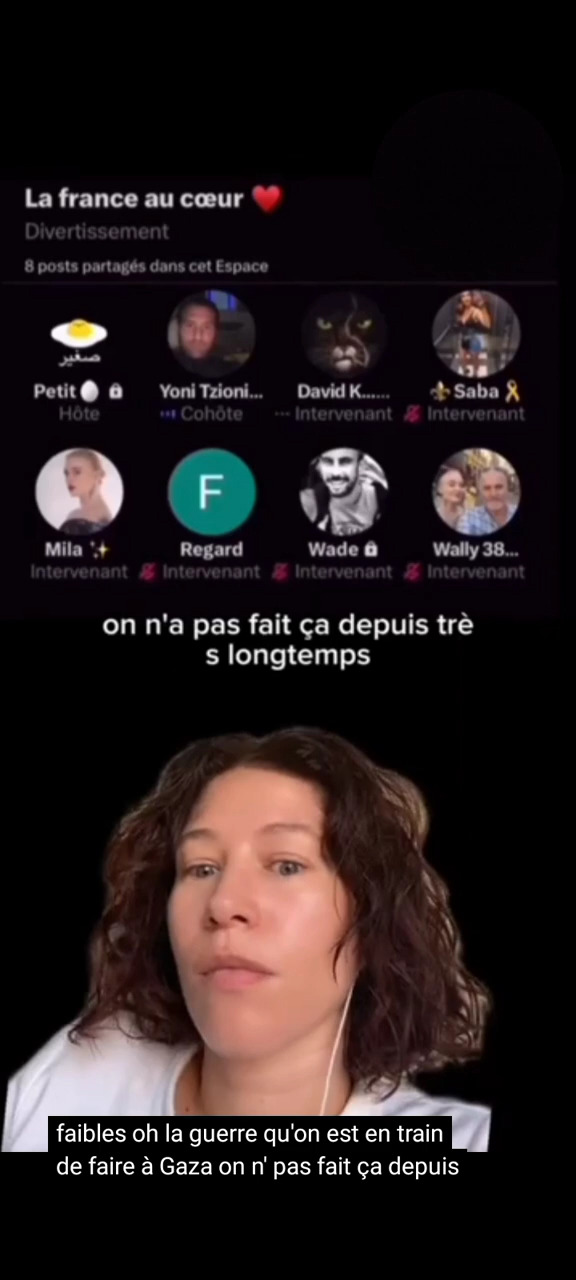 La france au cœur ❤️
Divertissement
8 posts partagés dans cet Espace
صغير
Petit🥚 🔒 Yoni Tzioni... David K...... ⚜️Saba🎗️
Hôte Cohôte ··· Intervenant Intervenant
F
Mila ✨ Regard Wade 🔒 Wally 38...
Intervenant Intervenant Intervenant Intervenant
on n'a pas fait ça depuis trè
s longtemps
faibles oh la guerre qu'on est en train
de faire à Gaza on n' pas fait ça depuis